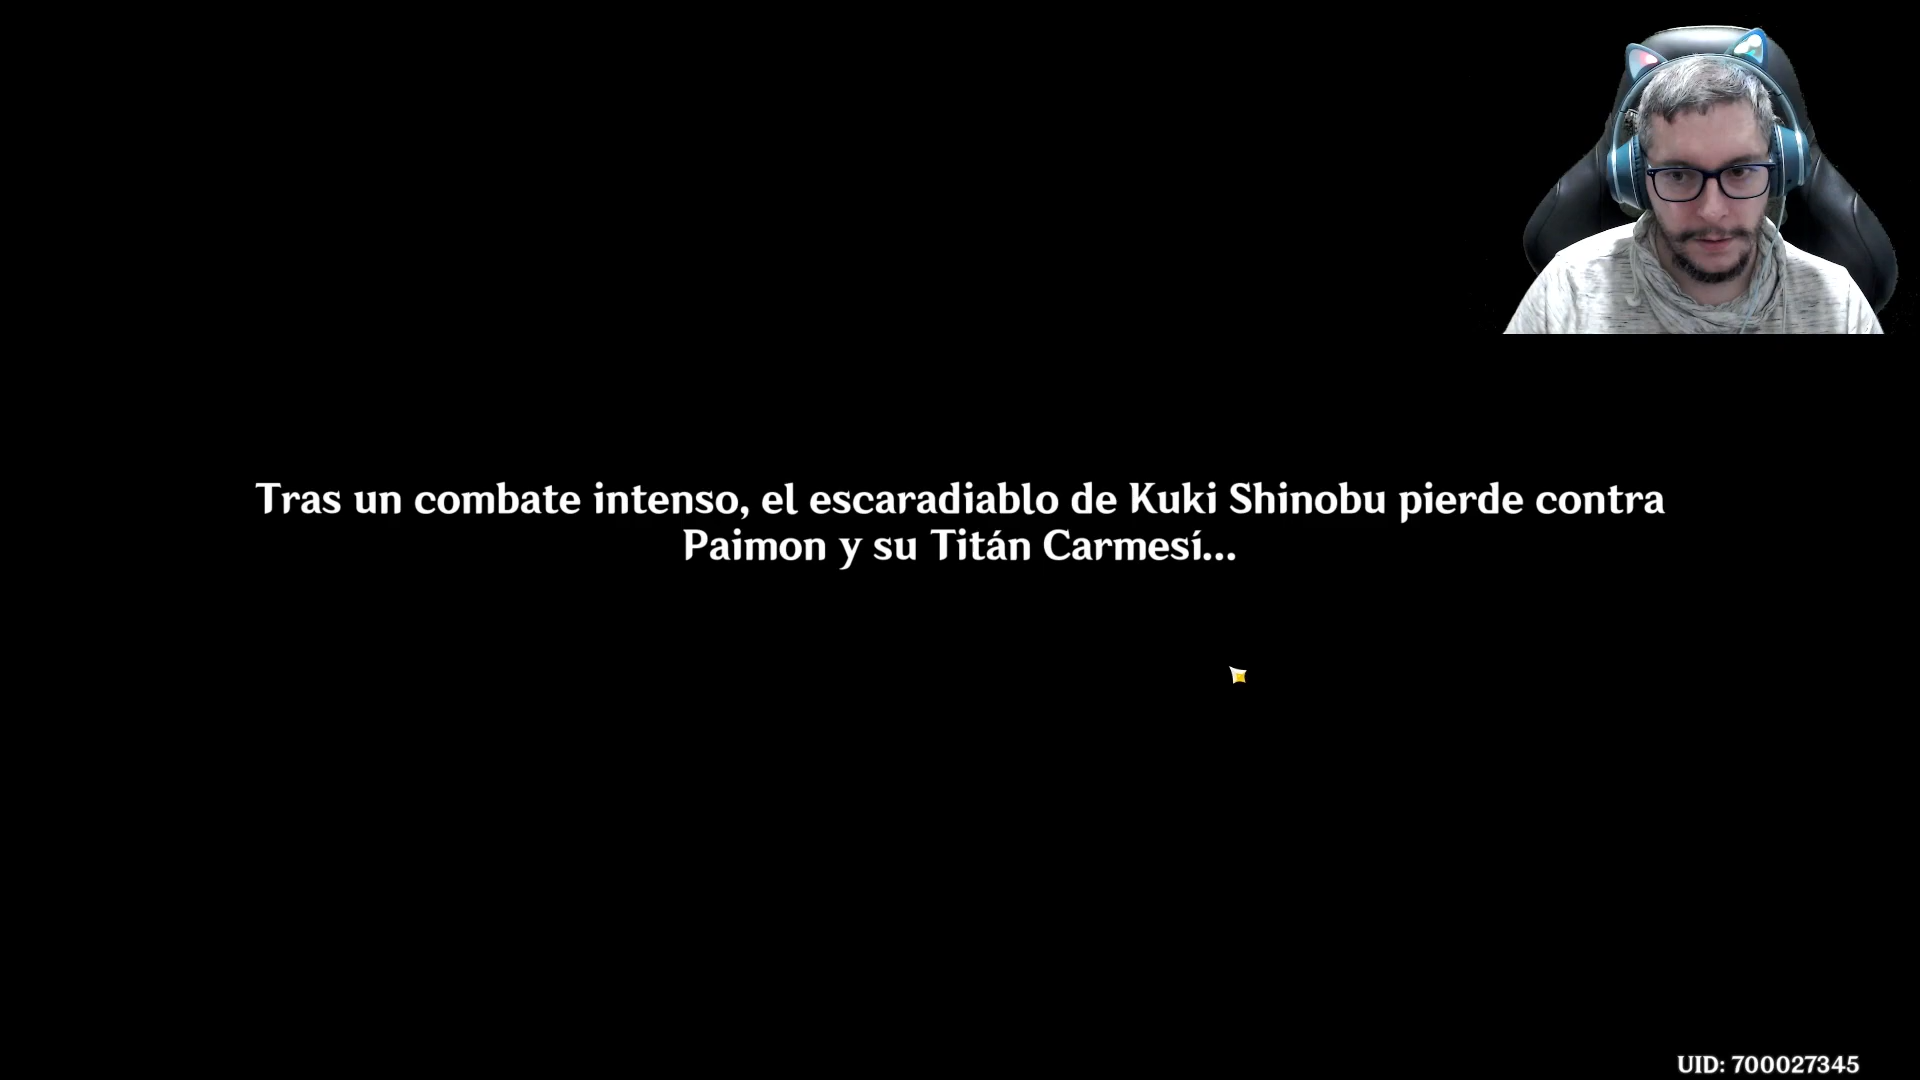 Tras un combate intenso, el escaradiablo de Kuki Shinobu pierde contra
Paimon y su Titán Carmesí...
UID: 700027345